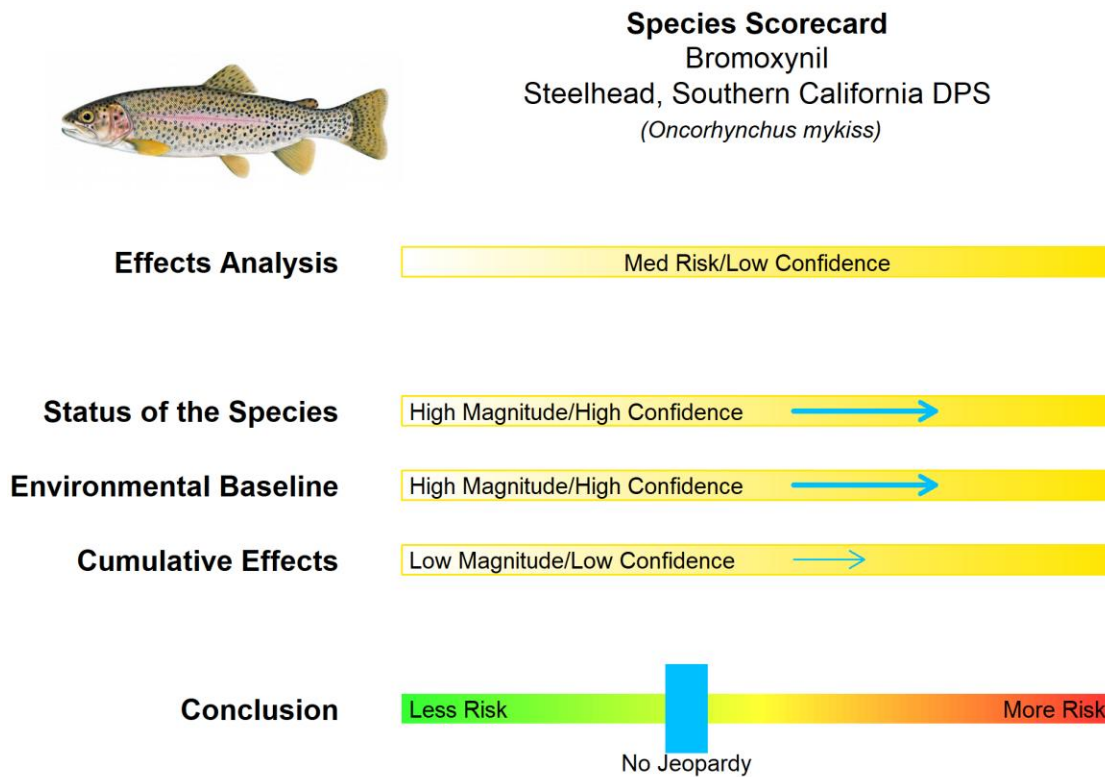 Species Scorecard
Bromoxynil
Steelhead, Southern California DPS
(Oncorhynchus mykiss)
Effects Analysis
Med Risk/Low Confidence
Status of the Species
High Magnitude/High Confidence
Environmental Baseline
High Magnitude/High Confidence
Cumulative Effects
Low Magnitude/Low Confidence
Conclusion
Less Risk
More Risk
No Jeopardy